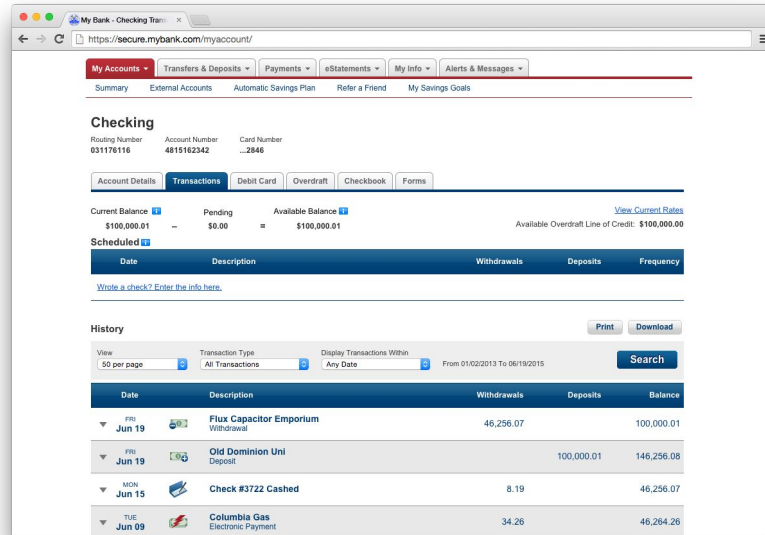 My Bank - Checking Trans
https://secure.mybank.com/myaccount/
My Accounts Transfers & Deposits Payments eStatements My Info Alerts & Messages
Summary External Accounts Automatic Savings Plan Refer a Friend My Savings Goals
Checking
Routing Number Account Number Card Number
031176116 4815162342 ...2846
Account Details Transactions Debit Card Overdraft Checkbook Forms
Current Balance Pending Available Balance View Current Rates
$100,000.01 – $0.00 = $100,000.01 Available Overdraft Line of Credit: $100,000.00
Scheduled
Date Description Withdrawals Deposits Frequency
Wrote a check? Enter the info here.
History Print Download
View Transaction Type Display Transactions Within
50 per page All Transactions Any Date From 01/02/2013 To 06/19/2015 Search
Date Description Withdrawals Deposits Balance
FRI Flux Capacitor Emporium
Jun 19 Withdrawal 46,256.07 100,000.01
FRI Old Dominion Uni
Jun 19 Deposit 100,000.01 146,256.08
MON
Jun 15 Check #3722 Cashed 8.19 46,256.07
TUE Columbia Gas
Jun 09 Electronic Payment 34.26 46,264.26